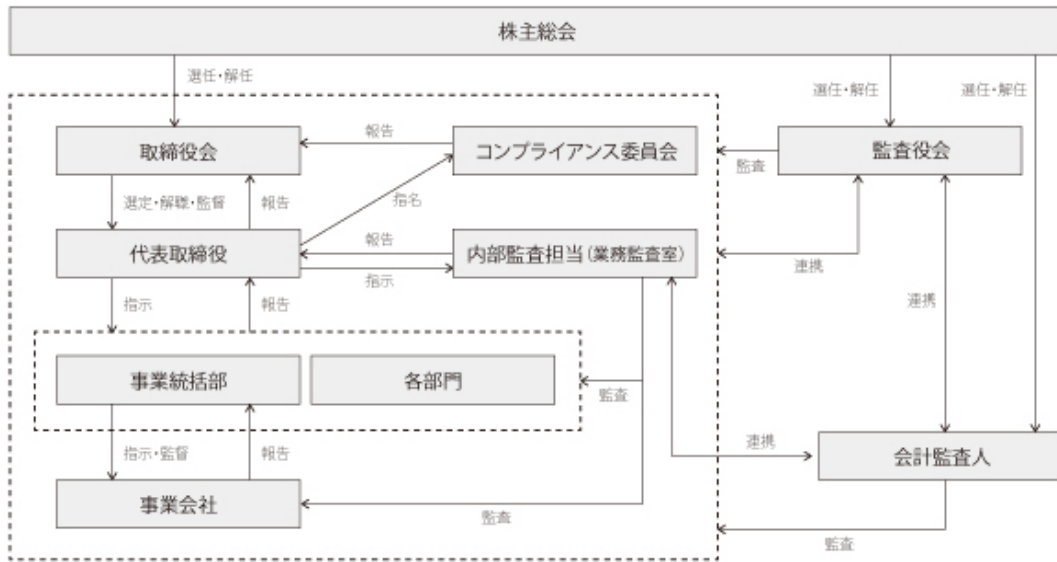 株主総会
選任・解任
選任・解任
選任・解任
取締役会
報告
コンプライアンス委員会
監査
監査役会
選定・解職・監督
報告
指名
代表取締役
報告
指示
内部監査担当(業務監査室)
連携
指示
報告
連携
事業統括部
各部門
監査
指示・監督
報告
連携
会計監査人
事業会社
監査
監査